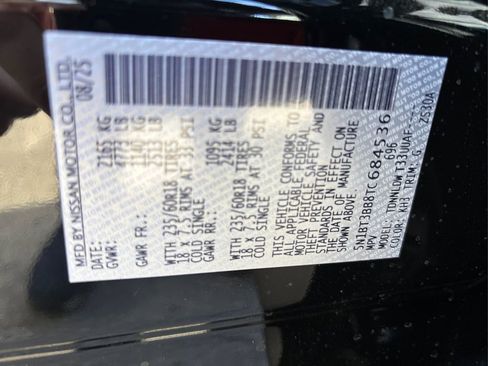 MFD BY NISSAN MOTOR CO., LTD.
DATE: 08/25
GVWR: 2165 KG
4773 LB
GAWR FR: 1140 KG
2513 LB
WITH 235/60R18 TIRES
18 X 7.5 RIMS AT 33 PSI
COLD SINGLE
GAWR RR: 1095 KG
2414 LB
WITH 235/60R18 TIRES
18 X 7.5 RIMS AT 30 PSI
COLD SINGLE
THIS VEHICLE CONFORMS TO
ALL APPLICABLE FEDERAL
MOTOR VEHICLE SAFETY AND
THEFT PREVENTION
STANDARDS IN EFFECT ON
THE DATE OF MANUFACTURE
5N1BT3BB8TC684536
MPV 696
MODEL: TDNNLDWT33UUAF
COLOR: KH3 TRIM: G ZS30A